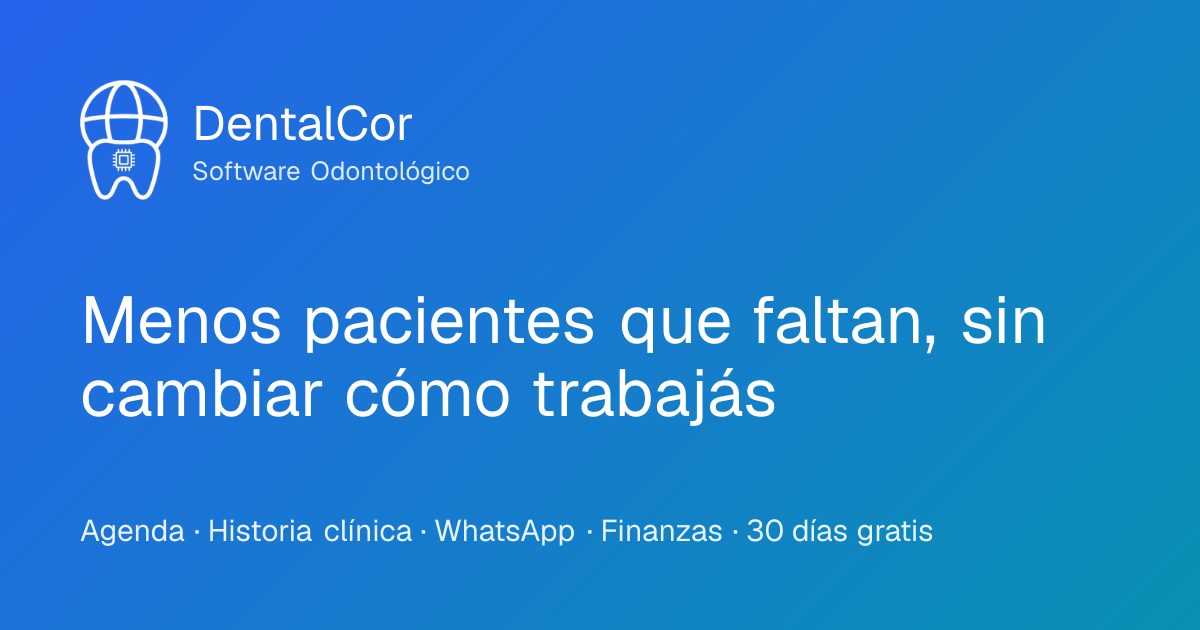 DentalCor
Software Odontológico
Menos pacientes que faltan, sin
cambiar cómo trabajás
Agenda · Historia clínica · WhatsApp · Finanzas · 30 días gratis